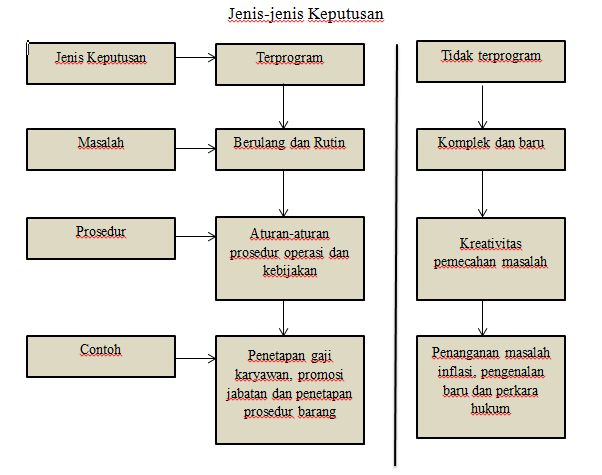 Jenis-jenis Keputusan
Jenis Keputusan
Terprogram
Tidak terprogram
Masalah
Berulang dan Rutin
Komplek dan baru
Prosedur
Aturan-aturan
prosedur operasi dan
kebijakan
Kreativitas
pemecahan masalah
Contoh
Penetapan gaji
karyawan, promosi
jabatan dan penetapan
prosedur barang
Penanganan masalah
inflasi, pengenalan
baru dan perkara
hukum